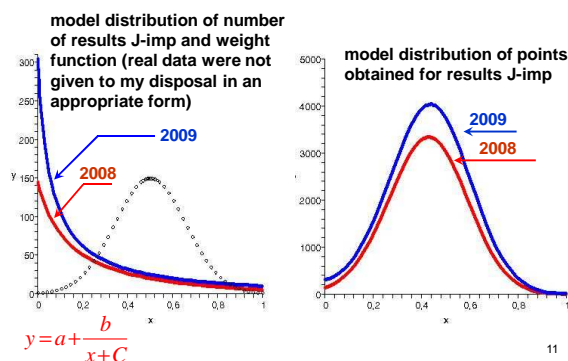 model distribution of number
of results J-imp and weight
function (real data were not
given to my disposal in an
appropriate form)
300
250
200
y
150
100
50
0
0
0,2
0,4
0,6
0,8
1
x
2009
2008
y = a + b / x + C
model distribution of points
obtained for results J-imp
5000
4000
3000
2000
1000
0
0
0,2
0,4
0,6
0,8
1
x
2009
2008
11